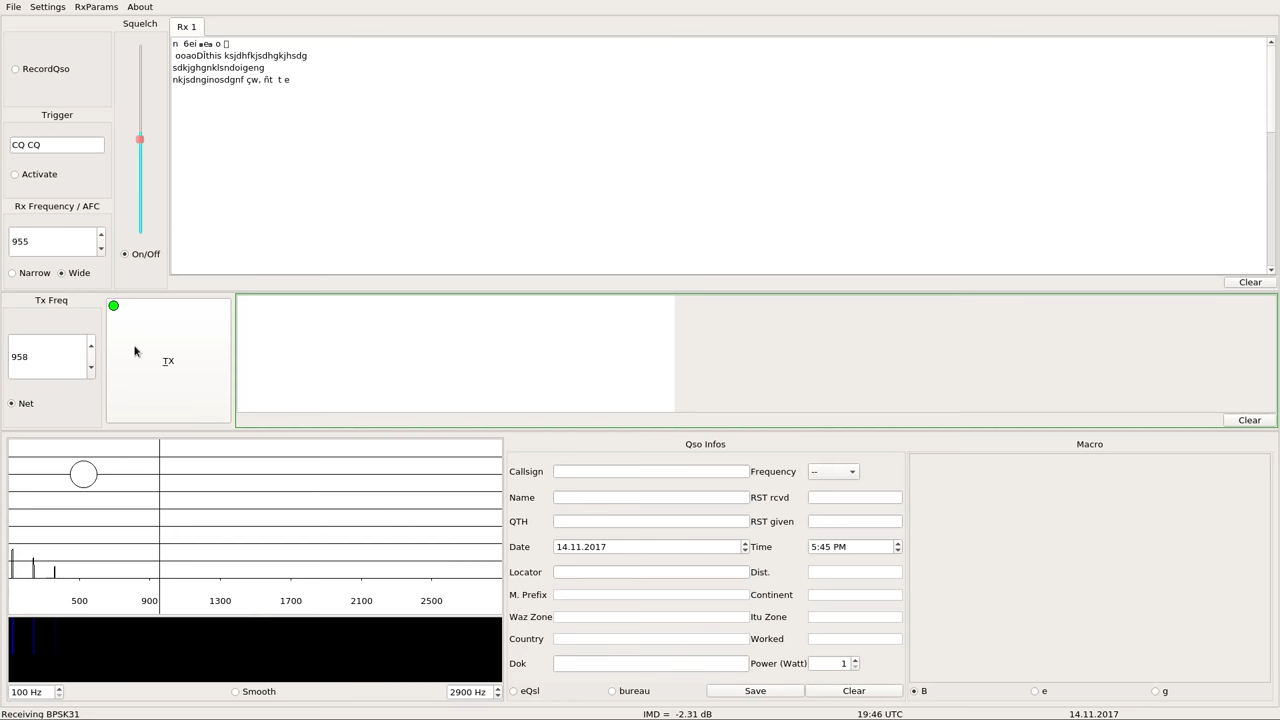 File Settings RxParams About
Squelch
RecordQso
Trigger
CQ CQ
Activate
Rx Frequency / AFC
955
Narrow Wide
On/Off
Rx 1
n 6ei o
ooaoDÎthis ksjdhfkjsdhgkjhsdg
sdkjghgnklsndoigeng
nkjsdnginosdgnf çw, ñt t e
Clear
Tx Freq
958
Net
TX
Clear
500 900 1300 1700 2100 2500
100 Hz
Smooth
2900 Hz
Qso Infos
Callsign Frequency --
Name RST rcvd
QTH RST given
Date 14.11.2017 Time 5:45 PM
Locator Dist.
M. Prefix Continent
Waz Zone Itu Zone
Country Worked
Dok Power (Watt) 1
eQsl bureau Save Clear
Macro
B e g
Receiving BPSK31 IMD = -2.31 dB 19:46 UTC 14.11.2017